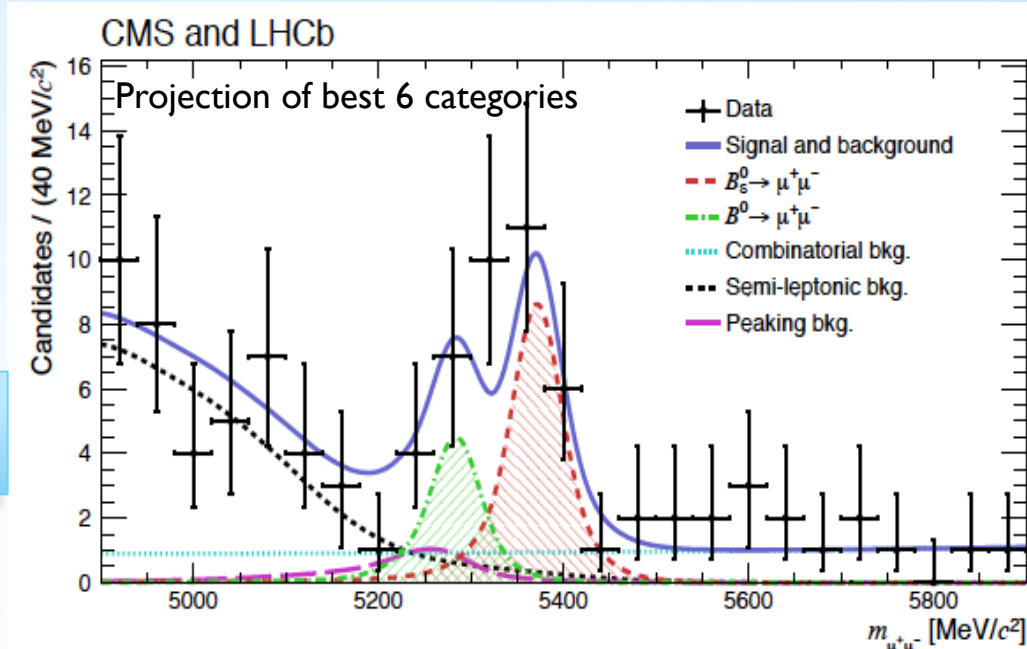 CMS and LHCb
Projection of best 6 categories
Candidates / (40 MeV/c²)
16
14
12
10
8
6
4
2
0
Data
Signal and background
B⁰ₛ→ μ⁺μ⁻
B⁰→ μ⁺μ⁻
Combinatorial bkg.
Semi-leptonic bkg.
Peaking bkg.
5000 5200 5400 5600 5800
m_μ⁺μ⁻ [MeV/c²]